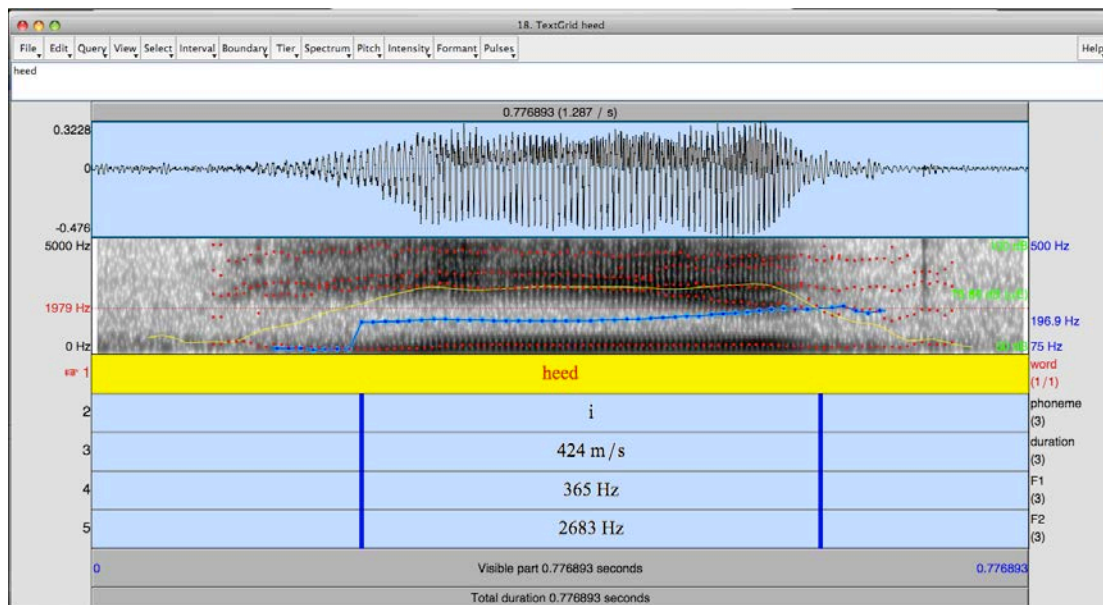 18. TextGrid heed
File Edit Query View Select Interval Boundary Tier Spectrum Pitch Intensity Formant Pulses Help
heed
0.776893 (1.287 / s)
0.3228
0
-0.476
5000 Hz
500 Hz
1979 Hz
196.9 Hz
0 Hz
75 Hz
1
heed
word
(1/1)
2
i
phoneme
(3)
3
424 m/s
duration
(3)
4
365 Hz
F1
(3)
5
2683 Hz
F2
(3)
0
Visible part 0.776893 seconds
0.776893
Total duration 0.776893 seconds